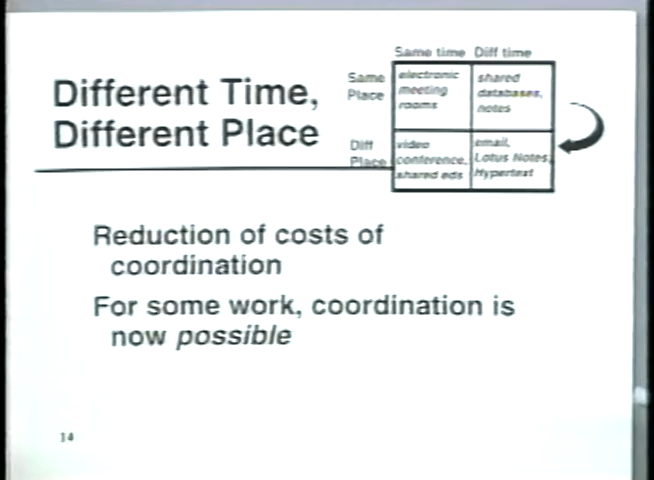 Different Time,
Different Place
Same time Diff time
Same
Place
electronic
meeting
rooms
shared
databases,
notes
Diff
Place
video
conference,
shared eds
email,
Lotus Notes,
Hypertext
Reduction of costs of
coordination
For some work, coordination is
now possible
14